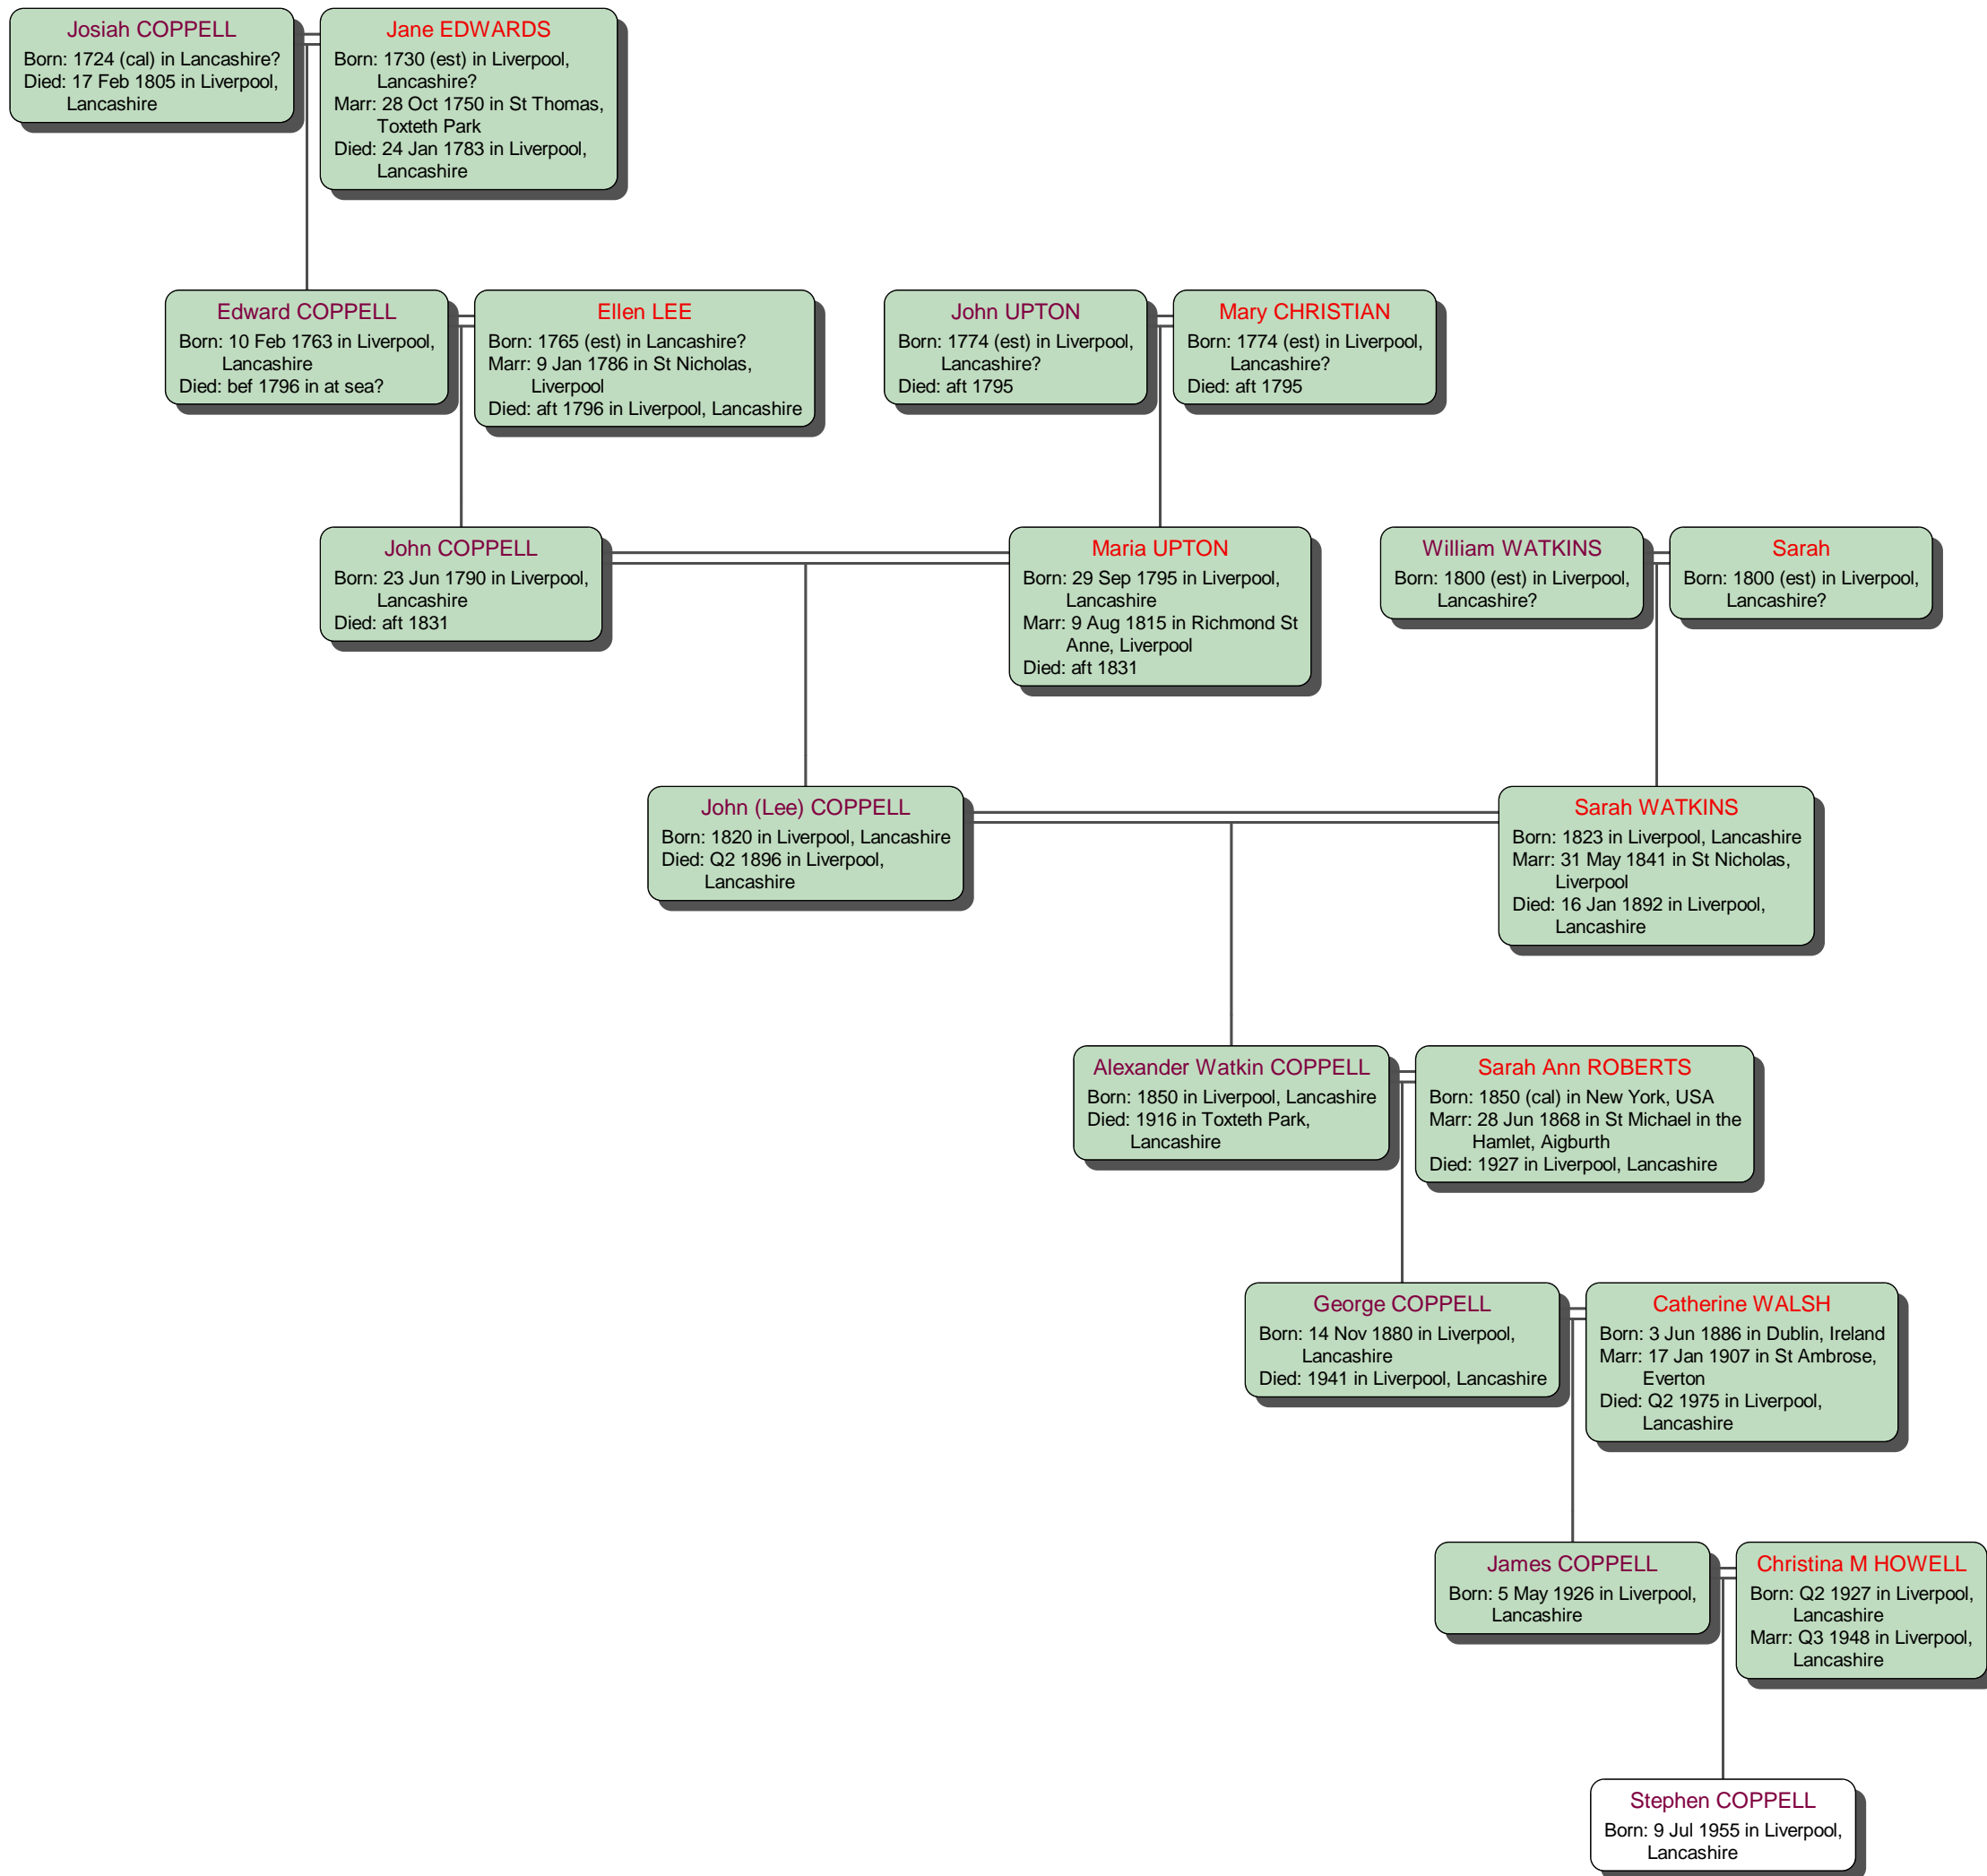 Josiah COPPELL
Born: 1724 (cal) in Lancashire?
Died: 17 Feb 1805 in Liverpool,
Lancashire
Jane EDWARDS
Born: 1730 (est) in Liverpool,
Lancashire?
Marr: 28 Oct 1750 in St Thomas,
Toxteth Park
Died: 24 Jan 1783 in Liverpool,
Lancashire
Edward COPPELL
Born: 10 Feb 1763 in Liverpool,
Lancashire
Died: bef 1796 in at sea?
Ellen LEE
Born: 1765 (est) in Lancashire?
Marr: 9 Jan 1786 in St Nicholas,
Liverpool
Died: aft 1796 in Liverpool, Lancashire
John UPTON
Born: 1774 (est) in Liverpool,
Lancashire?
Died: aft 1795
Mary CHRISTIAN
Born: 1774 (est) in Liverpool,
Lancashire?
Died: aft 1795
John COPPELL
Born: 23 Jun 1790 in Liverpool,
Lancashire
Died: aft 1831
Maria UPTON
Born: 29 Sep 1795 in Liverpool,
Lancashire
Marr: 9 Aug 1815 in Richmond St
Anne, Liverpool
Died: aft 1831
William WATKINS
Born: 1800 (est) in Liverpool,
Lancashire?
Sarah
Born: 1800 (est) in Liverpool,
Lancashire?
John (Lee) COPPELL
Born: 1820 in Liverpool, Lancashire
Died: Q2 1896 in Liverpool,
Lancashire
Sarah WATKINS
Born: 1823 in Liverpool, Lancashire
Marr: 31 May 1841 in St Nicholas,
Liverpool
Died: 16 Jan 1892 in Liverpool,
Lancashire
Alexander Watkin COPPELL
Born: 1850 in Liverpool, Lancashire
Died: 1916 in Toxteth Park,
Lancashire
Sarah Ann ROBERTS
Born: 1850 (cal) in New York, USA
Marr: 28 Jun 1868 in St Michael in the
Hamlet, Aigburth
Died: 1927 in Liverpool, Lancashire
George COPPELL
Born: 14 Nov 1880 in Liverpool,
Lancashire
Died: 1941 in Liverpool, Lancashire
Catherine WALSH
Born: 3 Jun 1886 in Dublin, Ireland
Marr: 17 Jan 1907 in St Ambrose,
Everton
Died: Q2 1975 in Liverpool,
Lancashire
James COPPELL
Born: 5 May 1926 in Liverpool,
Lancashire
Christina M HOWELL
Born: Q2 1927 in Liverpool,
Lancashire
Marr: Q3 1948 in Liverpool,
Lancashire
Stephen COPPELL
Born: 9 Jul 1955 in Liverpool,
Lancashire